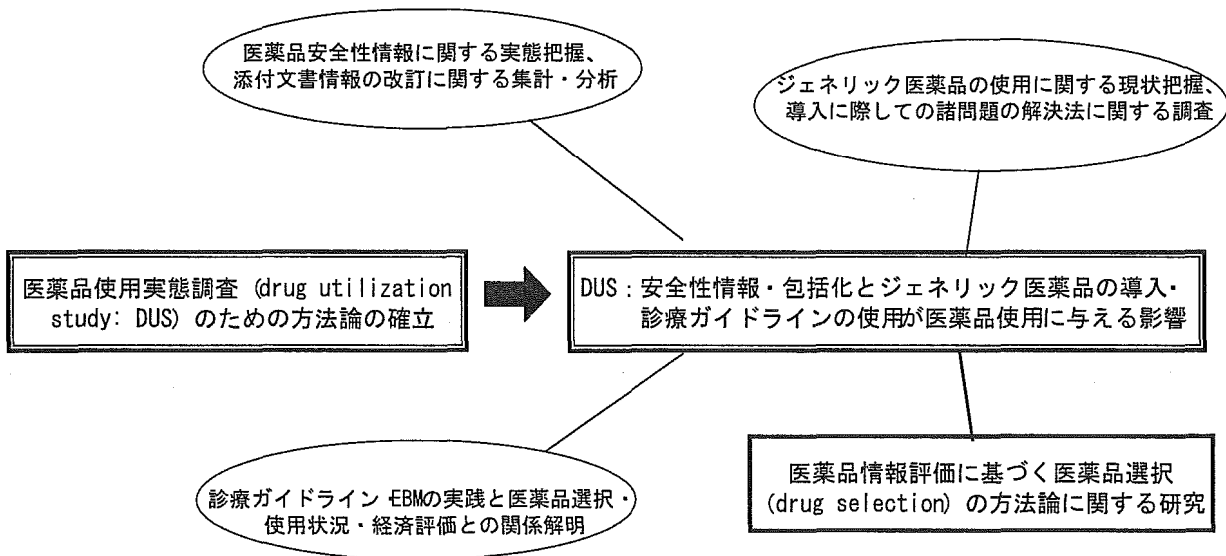 医薬品安全性情報に関する実態把握、
添付文書情報の改訂に関する集計・分析
ジェネリック医薬品の使用に関する現状把握、
導入に際しての諸問題の解決法に関する調査
医薬品使用実態調査 (drug utilization
study: DUS) のための方法論の確立
DUS：安全性情報・包括化とジェネリック医薬品の導入・
診療ガイドラインの使用が医薬品使用に与える影響
診療ガイドライン・EBMの実践と医薬品選択・
使用状況・経済評価との関係解明
医薬品情報評価に基づく医薬品選択
(drug selection) の方法論に関する研究